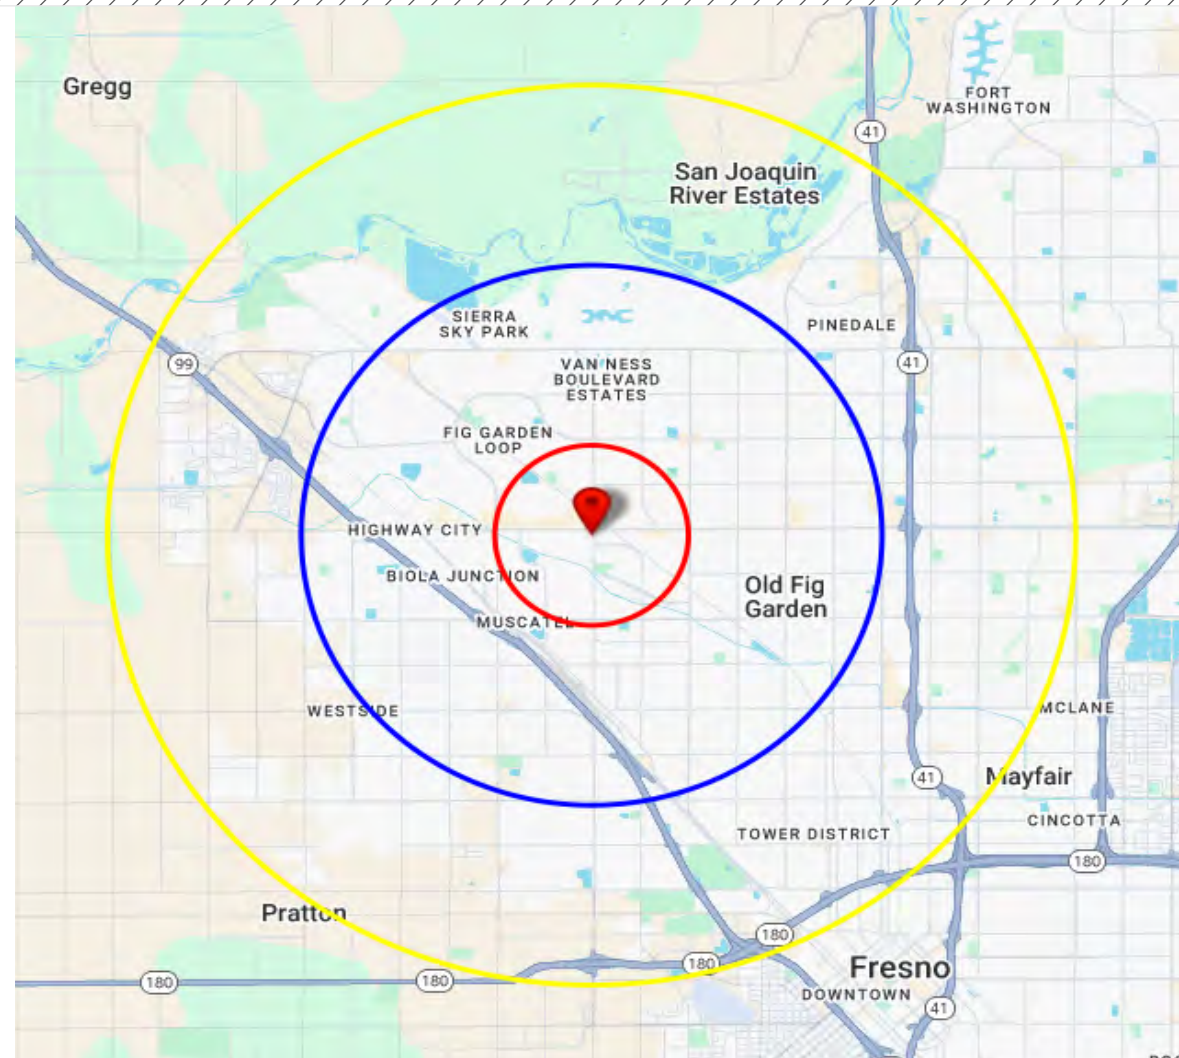 Gregg
FORT
WASHINGTON
41
San Joaquin
River Estates
SIERRA
SKY PARK
PINEDALE
99
41
VAN NESS
BOULEVARD
ESTATES
FIG GARDEN
LOOP
HIGHWAY CITY
BIOLA JUNCTION
Old Fig
Garden
MUSCATEL
WESTSIDE
MCLANE
41
Mayfair
CINCOTTA
TOWER DISTRICT
180
Pratton
180
180
Fresno
180
180
DOWNTOWN
41